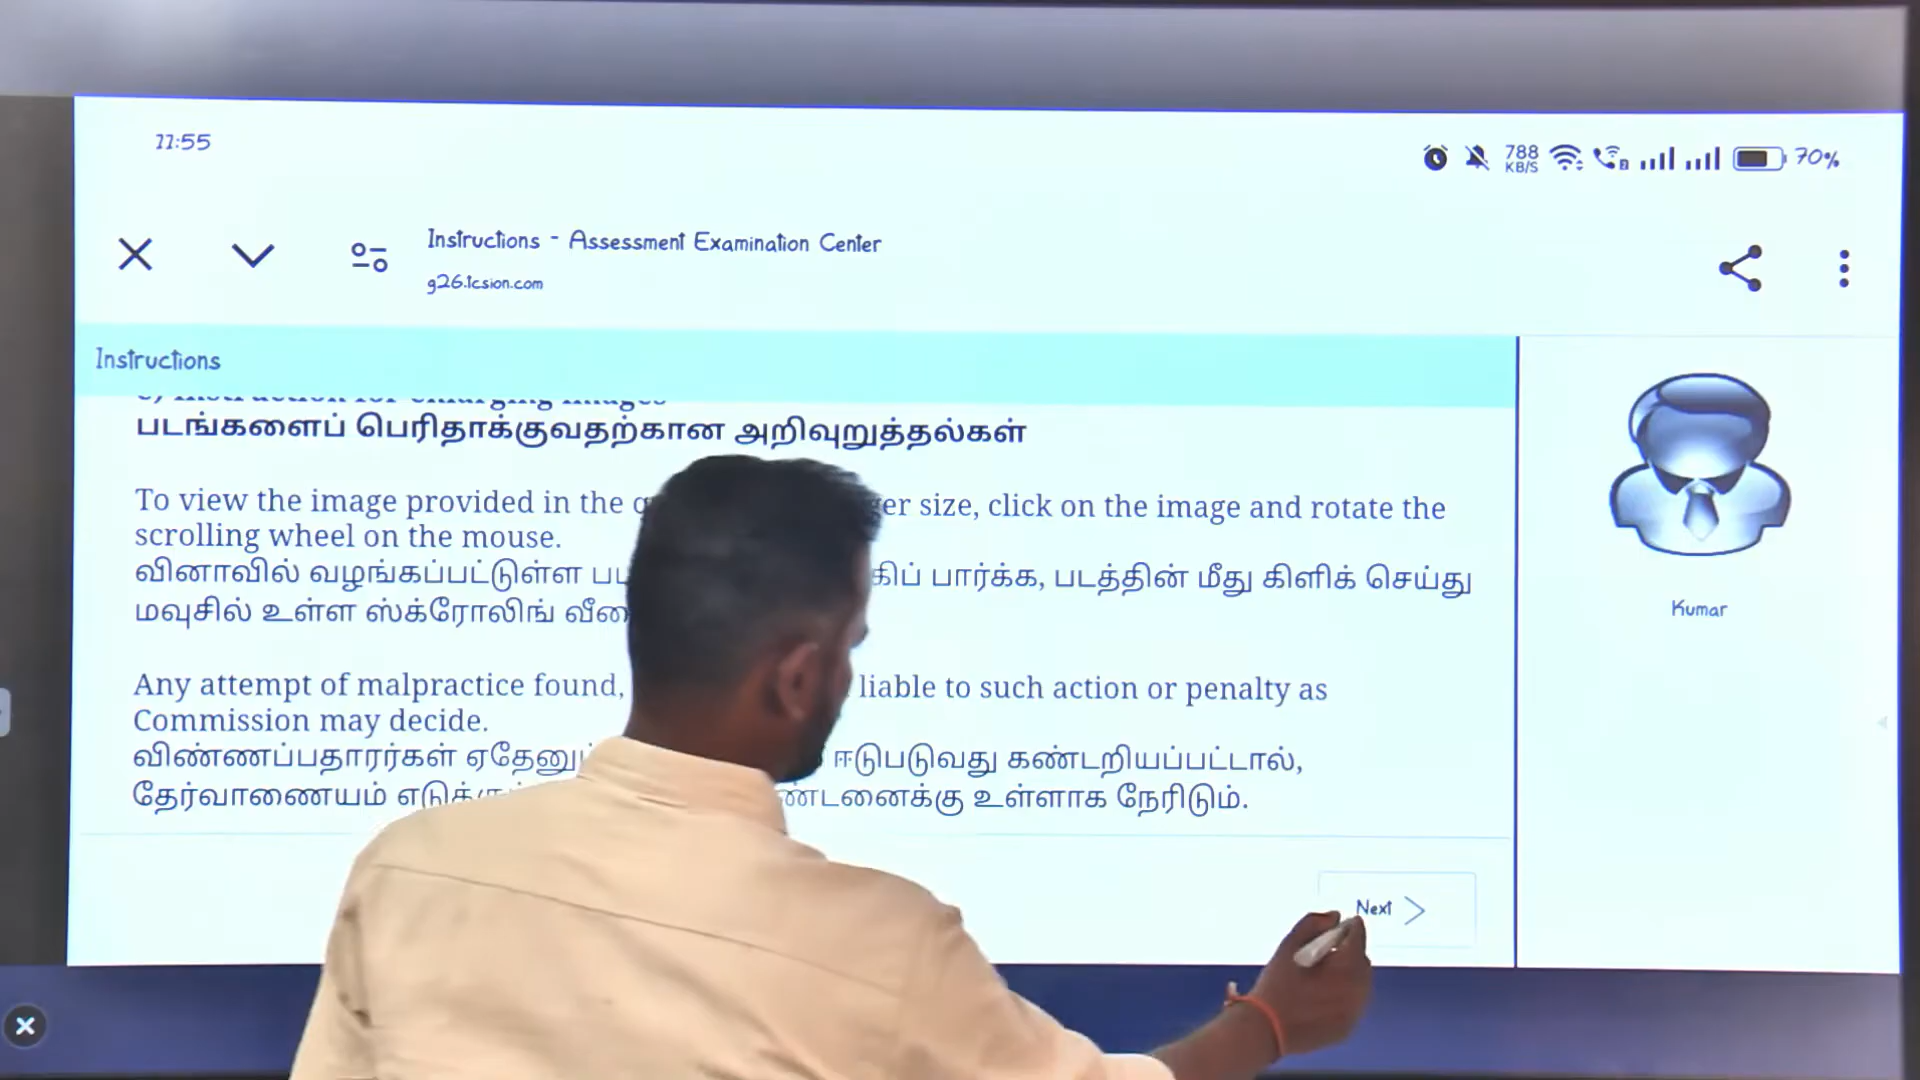 11:55
788
KB/S
70%
Instructions - Assessment Examination Center
g26.tcsion.com
Instructions
படங்களைப் பெரிதாக்குவதற்கான அறிவுறுத்தல்கள்
To view the image provided in the size, click on the image and rotate the
scrolling wheel on the mouse.
வினாவில் வழங்கப்பட்டுள்ள பார்க்க, படத்தின் மீது கிளிக் செய்து
மவுசில் உள்ள ஸ்க்ரோலிங்
Any attempt of malpractice found, liable to such action or penalty as
Commission may decide.
விண்ணப்பதாரர்கள் ஈடுபடுவது கண்டறியப்பட்டால்,
தேர்வாணையம் உள்ளாக நேரிடும்.
Kumar
Next